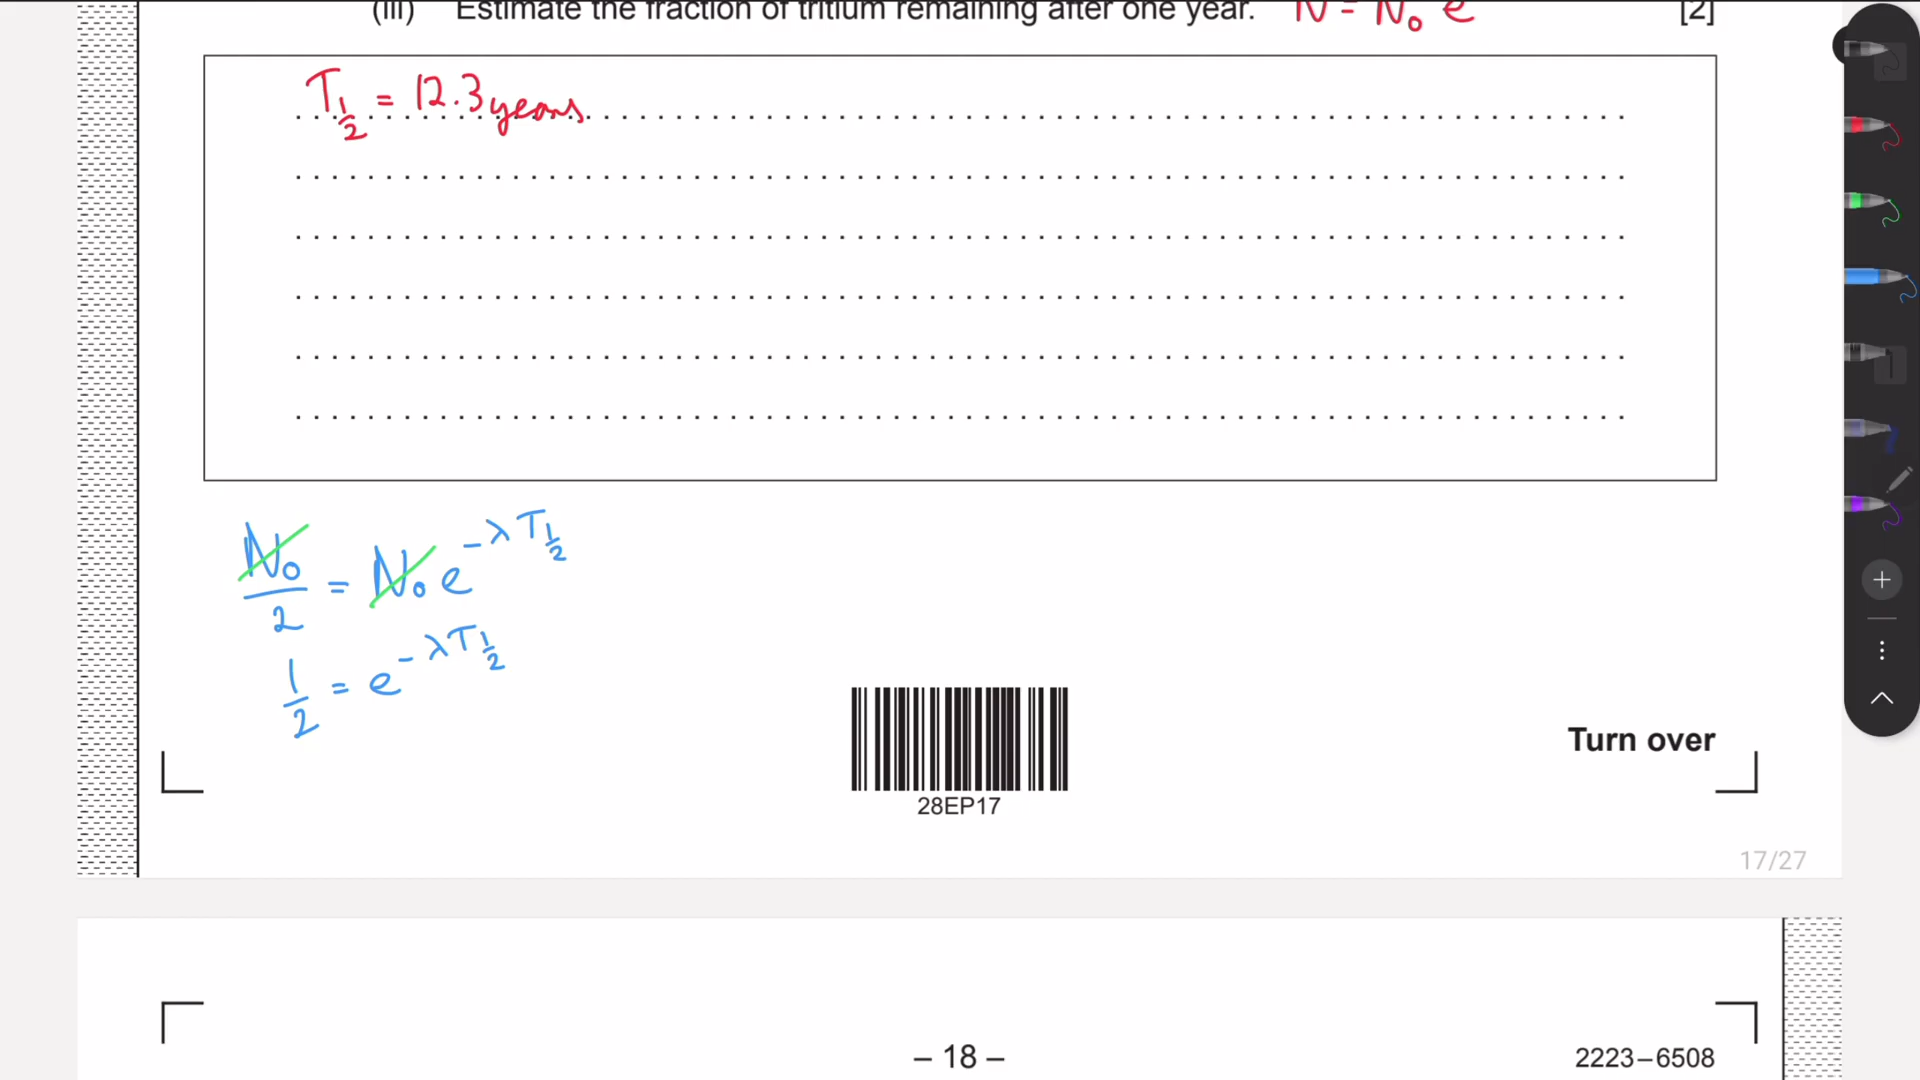 (iii) Estimate the fraction of tritium remaining after one year. N = N₀ e [2]
T½ = 12.3 years
N₀/2 = N₀ e^(-λT½)
1/2 = e^(-λT½)
28EP17
Turn over
17/27
– 18 –
2223–6508